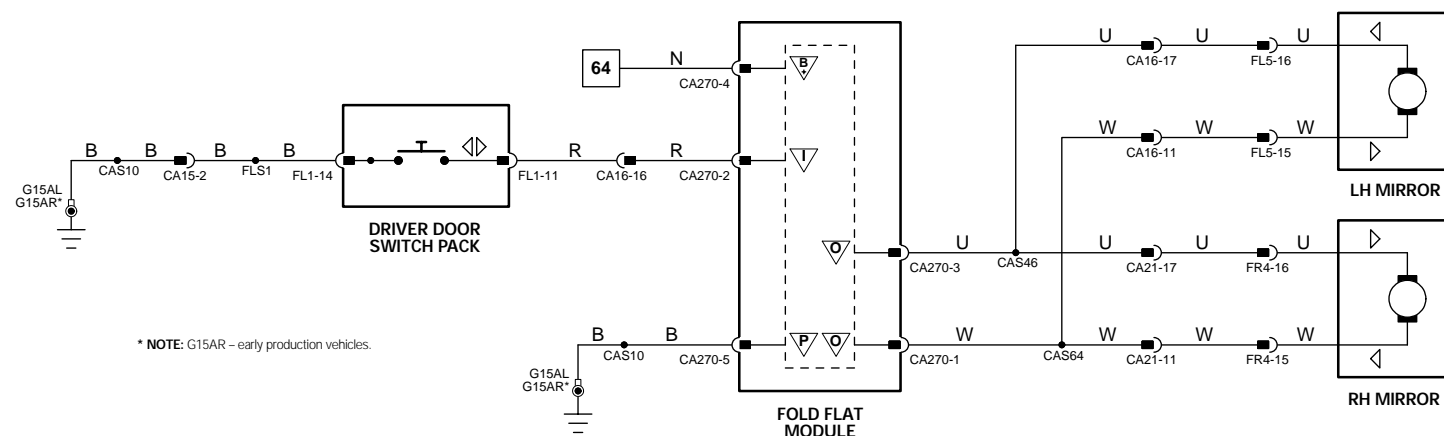 U U U
CA16-17 FL5-16
64 N CA270-4 B+
W W W
CA16-11 FL5-15
B B B B
CAS10 CA15-2 FLS1 FL1-14
R R
FL1-11 CA16-16 CA270-2
I
LH MIRROR
G15AL
G15AR*
DRIVER DOOR
SWITCH PACK
O
U U U U
CA270-3 CAS46 CA21-17 FR4-16
* NOTE: G15AR – early production vehicles.
B B
CAS10 CA270-5
P O
W W W W
CA270-1 CAS64 CA21-11 FR4-15
G15AL
G15AR*
RH MIRROR
FOLD FLAT
MODULE